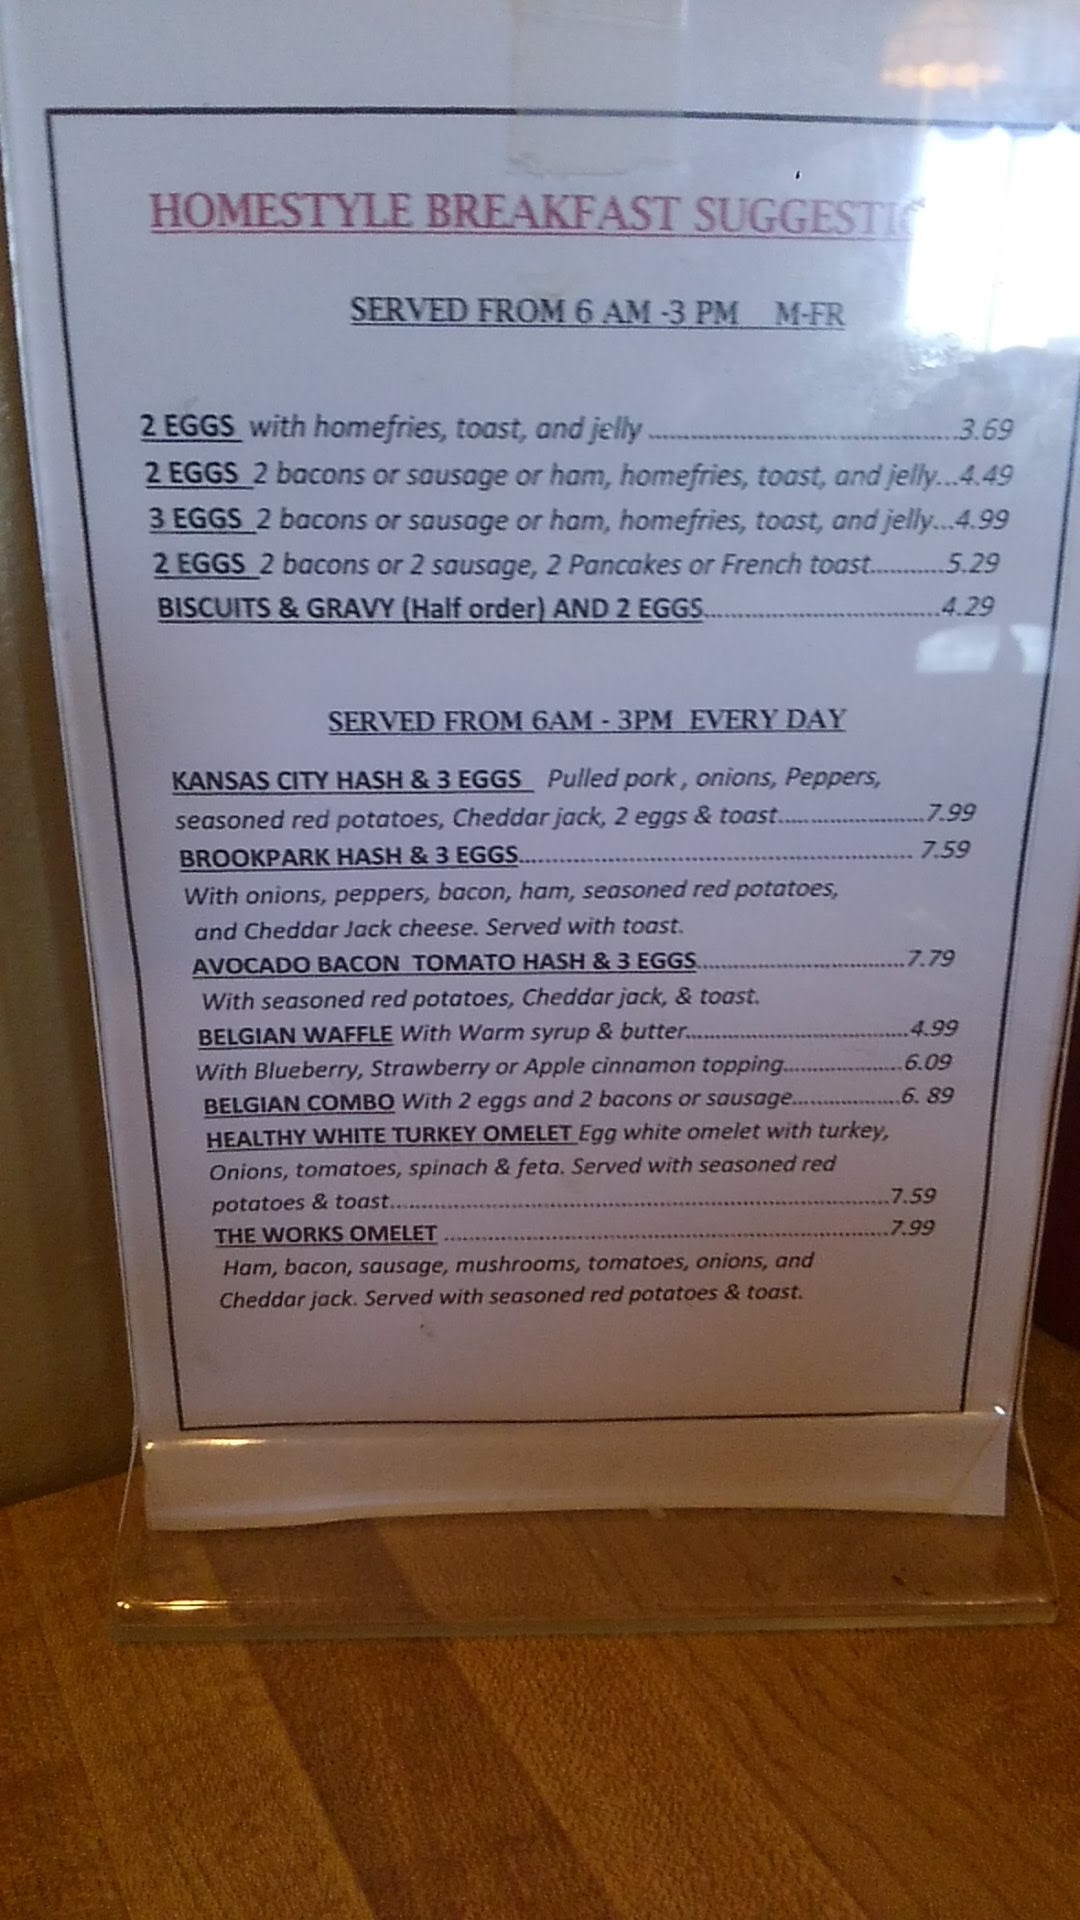 HOMESTYLE BREAKFAST
SERVED FROM 6 AM -3 PM M-FR
2 EGGS with homefries, toast, and jelly.......................................3.69
2 EGGS 2 bacons or sausage or ham, homefries, toast, and jelly...4.49
3 EGGS 2 bacons or sausage or ham, homefries, toast, and jelly...4.99
2 EGGS 2 bacons or 2 sausage, 2 Pancakes or French toast...........5.29
BISCUITS & GRAVY (Half order) AND 2 EGGS.................................4.29
SERVED FROM 6AM - 3PM EVERY DAY
KANSAS CITY HASH & 3 EGGS Pulled pork , onions, Peppers,
seasoned red potatoes, Cheddar jack, 2 eggs & toast......................7.99
BROOKPARK HASH & 3 EGGS...................................................... 7.59
With onions, peppers, bacon, ham, seasoned red potatoes,
and Cheddar Jack cheese. Served with toast.
AVOCADO BACON TOMATO HASH & 3 EGGS..............................7.79
With seasoned red potatoes, Cheddar jack, & toast.
BELGIAN WAFFLE With Warm syrup & butter................................4.99
With Blueberry, Strawberry or Apple cinnamon topping.................6.09
BELGIAN COMBO With 2 eggs and 2 bacons or sausage................6. 89
HEALTHY WHITE TURKEY OMELET Egg white omelet with turkey,
Onions, tomatoes, spinach & feta. Served with seasoned red
potatoes & toast..........................................................................7.59
THE WORKS OMELET .................................................................7.99
Ham, bacon, sausage, mushrooms, tomatoes, onions, and
Cheddar jack. Served with seasoned red potatoes & toast.